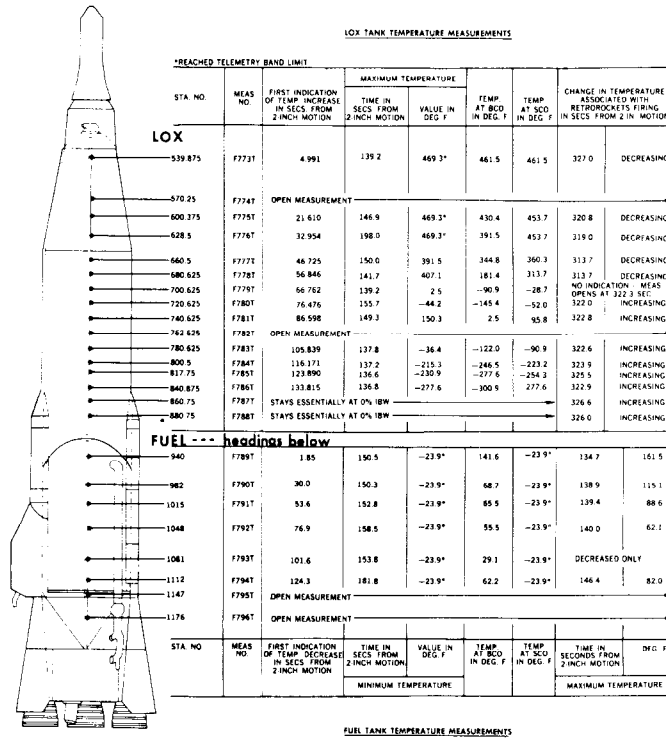 LOX TANK TEMPERATURE MEASUREMENTS
*REACHED TELEMETRY BAND LIMIT
STA. NO. MEAS NO. FIRST INDICATION OF TEMP INCREASE IN SECS. FROM 2-INCH MOTION MAXIMUM TEMPERATURE TIME IN SECS FROM 2-INCH MOTION VALUE IN DEG F TEMP. AT BCO IN DEG. F TEMP AT SCO IN DEG. F CHANGE IN TEMPERATURE ASSOCIATED WITH RETROROCKETS FIRING IN SECS FROM 2 IN MOTION
LOX
539.875 F773T 4.991 139.2 469.3* 461.5 461.5 327.0 DECREASING
570.25 F774T OPEN MEASUREMENT
600.375 F775T 21.610 146.9 469.3* 430.4 453.7 320.8 DECREASING
628.5 F776T 32.954 198.0 469.3* 391.5 453.7 319.0 DECREASING
660.5 F777T 46.725 150.0 391.5 344.8 360.3 313.7 DECREASING
680.625 F778T 56.846 141.7 407.1 181.4 313.7 313.7 DECREASING
700.625 F779T 66.762 139.2 2.5 -90.9 -28.7 NO INDICATION - MEAS OPENS AT 322.3 SEC
720.625 F780T 76.476 155.7 -44.2 -145.4 -52.0 322.0 INCREASING
740.625 F781T 86.598 149.3 150.3 2.5 95.8 322.8 INCREASING
762.625 F782T OPEN MEASUREMENT
780.625 F783T 105.839 137.8 -36.4 -122.0 -90.9 322.6 INCREASING
800.5 F784T 116.171 137.2 -215.3 -246.5 -223.2 323.9 INCREASING
817.75 F785T 123.890 136.6 -230.9 -277.6 -254.3 325.5 INCREASING
840.875 F786T 133.815 136.8 -277.6 -300.9 277.6 322.9 INCREASING
860.75 F787T STAYS ESSENTIALLY AT 0% IBW 326.6 INCREASING
880.75 F788T STAYS ESSENTIALLY AT 0% IBW 326.0 INCREASING
FUEL --- headings below
940 F789T 1.85 150.5 -23.9* 141.6 -23.9* 134.7 161.5
982 F790T 30.0 150.3 -23.9* 68.7 -23.9* 138.9 115.1
1015 F791T 53.6 152.8 -23.9* 65.5 -23.9* 139.4 88.6
1048 F792T 76.9 158.5 -23.9* 55.5 -23.9* 140.0 62.1
1081 F793T 101.6 153.8 -23.9* 29.1 -23.9* DECREASED ONLY
1112 F794T 124.3 181.8 -23.9* 62.2 -23.9* 146.4 82.0
1147 F795T OPEN MEASUREMENT
1176 F796T OPEN MEASUREMENT
STA. NO MEAS NO. FIRST INDICATION OF TEMP DECREASE IN SECS FROM 2-INCH MOTION TIME IN SECS FROM 2-INCH MOTION VALUE IN DEG. F TEMP. AT BCO IN DEG. F TEMP AT SCO IN DEG. F TIME IN SECONDS FROM 2-INCH MOTION DEG. F
MINIMUM TEMPERATURE MAXIMUM TEMPERATURE
FUEL TANK TEMPERATURE MEASUREMENTS